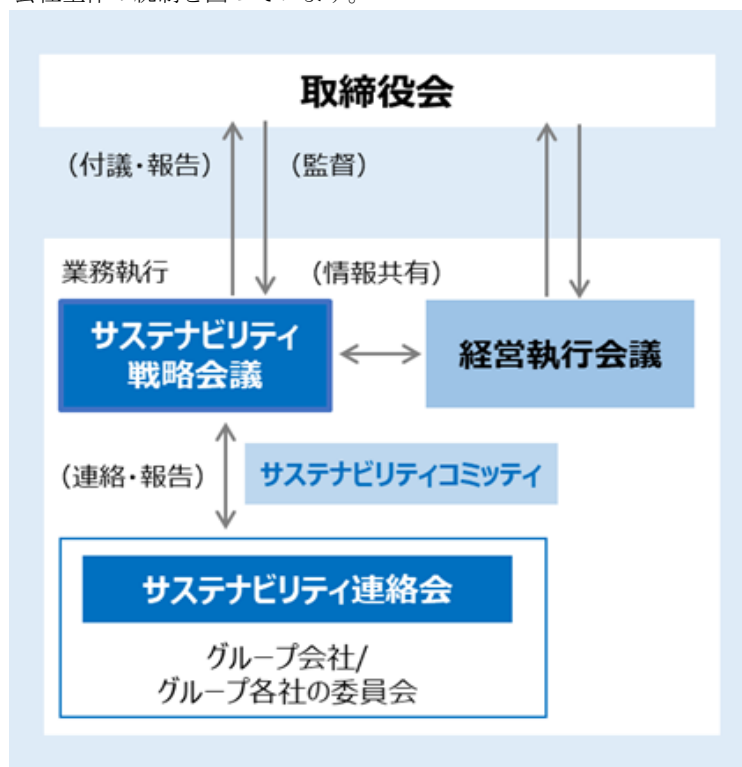 取締役会
(付議・報告)
(監督)
業務執行
(情報共有)
サステナビリティ
戦略会議
経営執行会議
(連絡・報告)
サステナビリティコミッティ
サステナビリティ連絡会
グループ会社/
グループ各社の委員会